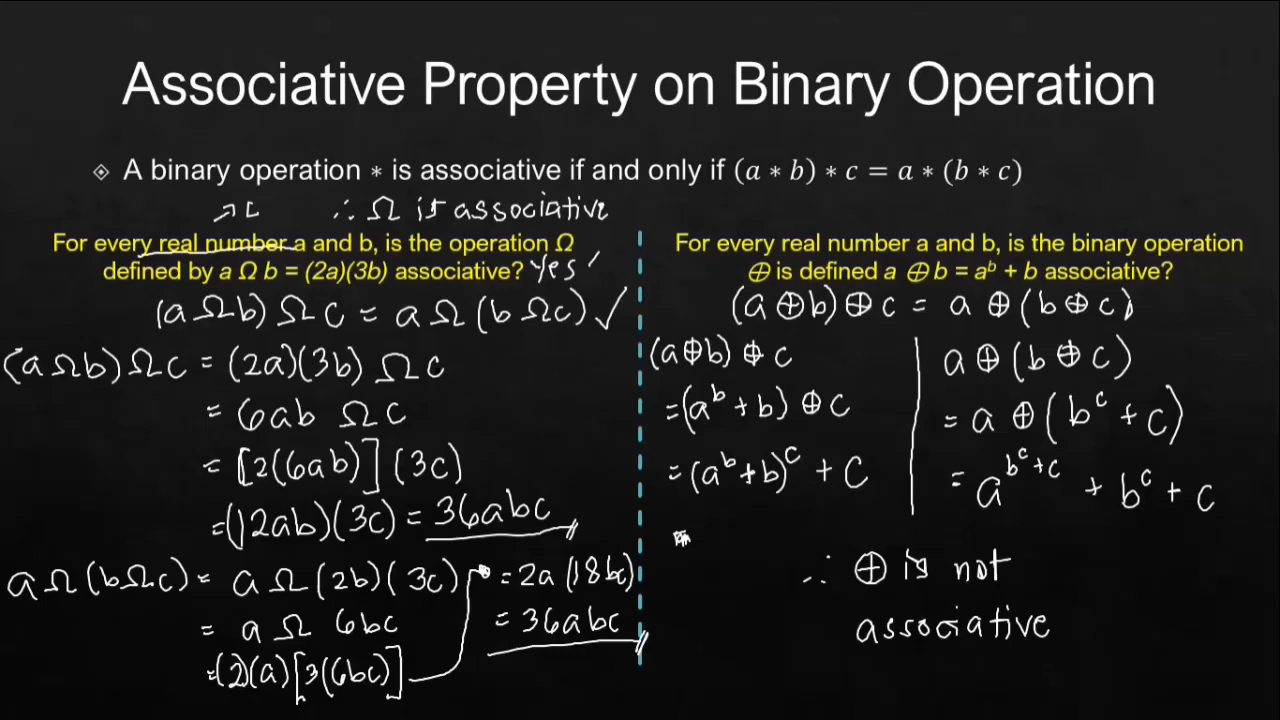 Associative Property on Binary Operation
A binary operation ∗ is associative if and only if (a ∗ b) ∗ c = a ∗ (b ∗ c)
∴ Ω is associative
For every real number a and b, is the operation Ω
defined by a Ω b = (2a)(3b) associative? Yes
(a Ω b) Ω c = a Ω (b Ω c) ✓
(a Ω b) Ω c = (2a)(3b) Ω c
= 6ab Ω c
= [2(6ab)] (3c)
= (12ab)(3c) = 36abc
a Ω (b Ω c) = a Ω (2b)(3c)
= a Ω 6bc
= (2)(a)[3(6bc)]
= 2a (18bc)
= 36abc
For every real number a and b, is the binary operation
⊕ is defined a ⊕ b = a^b + b associative?
(a ⊕ b) ⊕ c = a ⊕ (b ⊕ c)
(a ⊕ b) ⊕ c
= (a^b + b) ⊕ c
= (a^b + b)^c + c
a ⊕ (b ⊕ c)
= a ⊕ (b^c + c)
= a^(b^c + c) + b^c + c
∴ ⊕ is not
associative